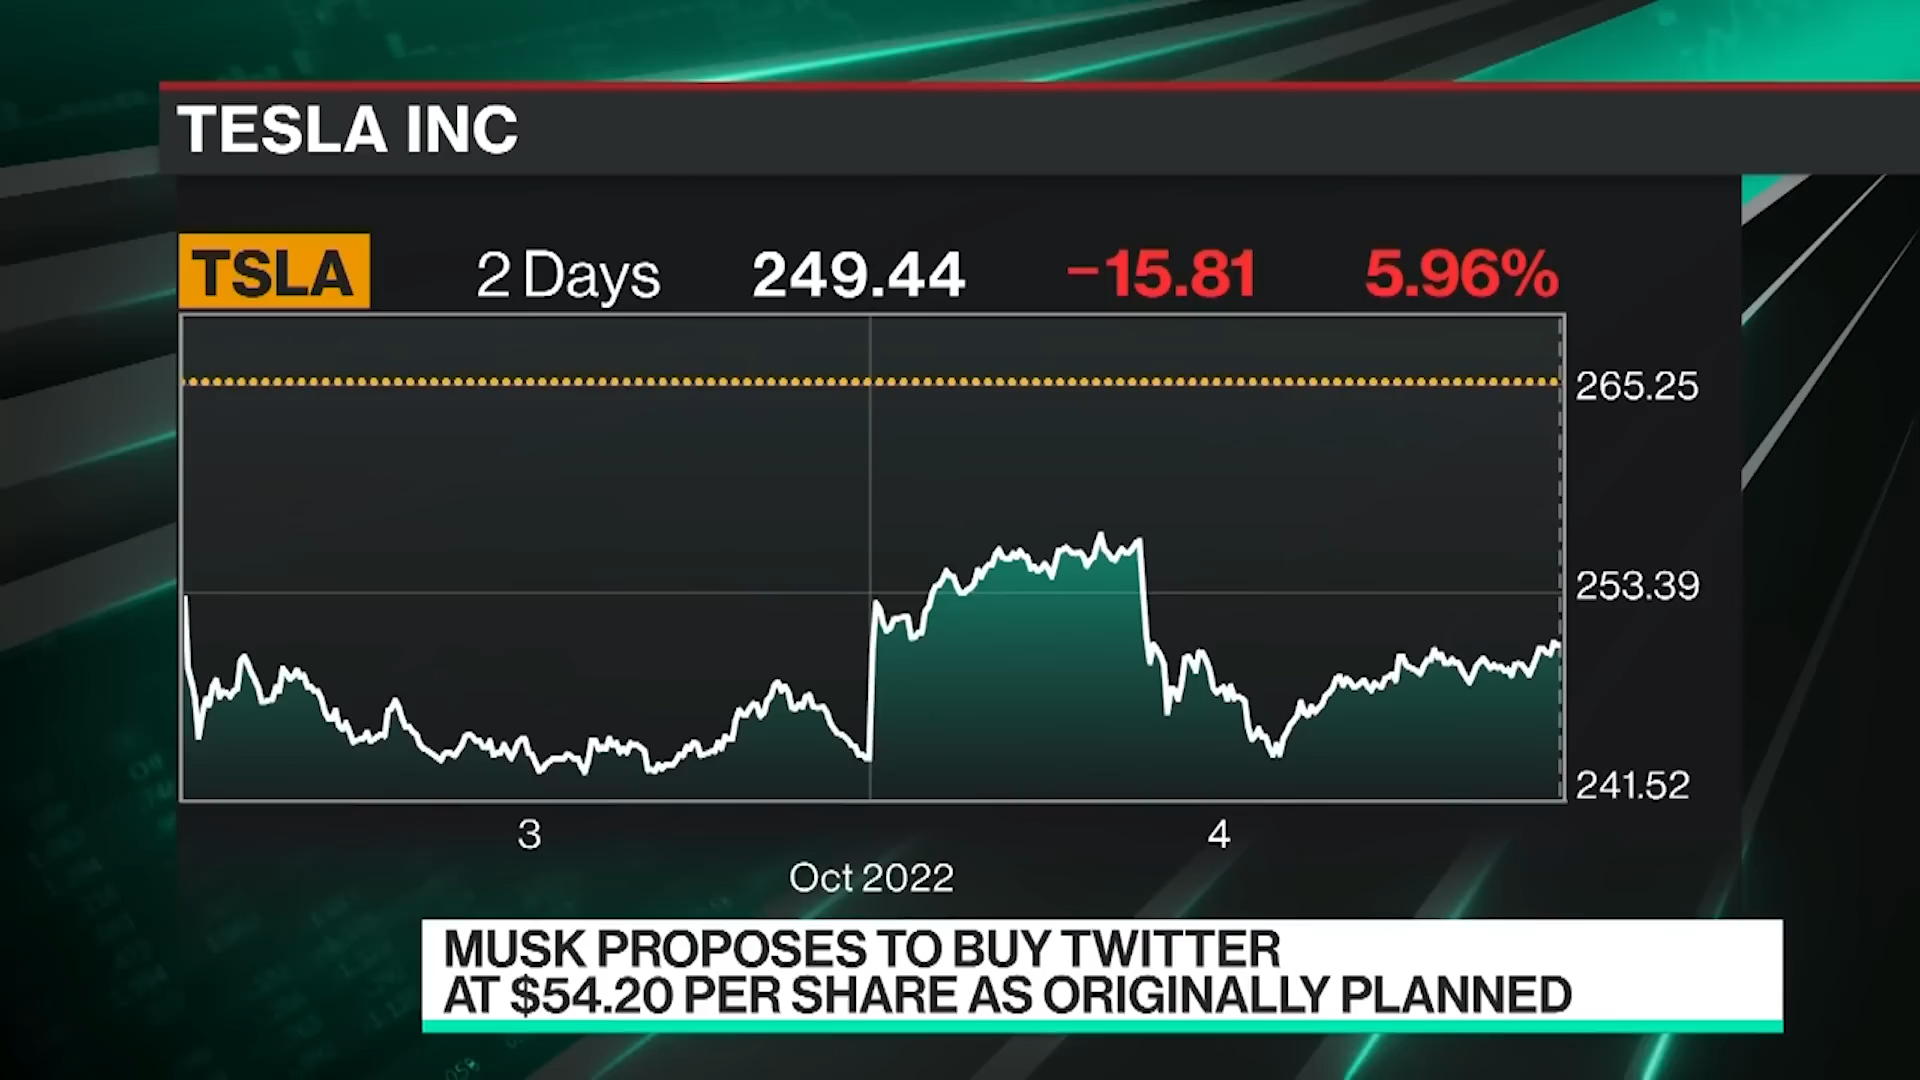 TESLA INC
TSLA 2 Days 249.44 -15.81 5.96%
265.25
253.39
241.52
3 4
Oct 2022
MUSK PROPOSES TO BUY TWITTER
AT $54.20 PER SHARE AS ORIGINALLY PLANNED